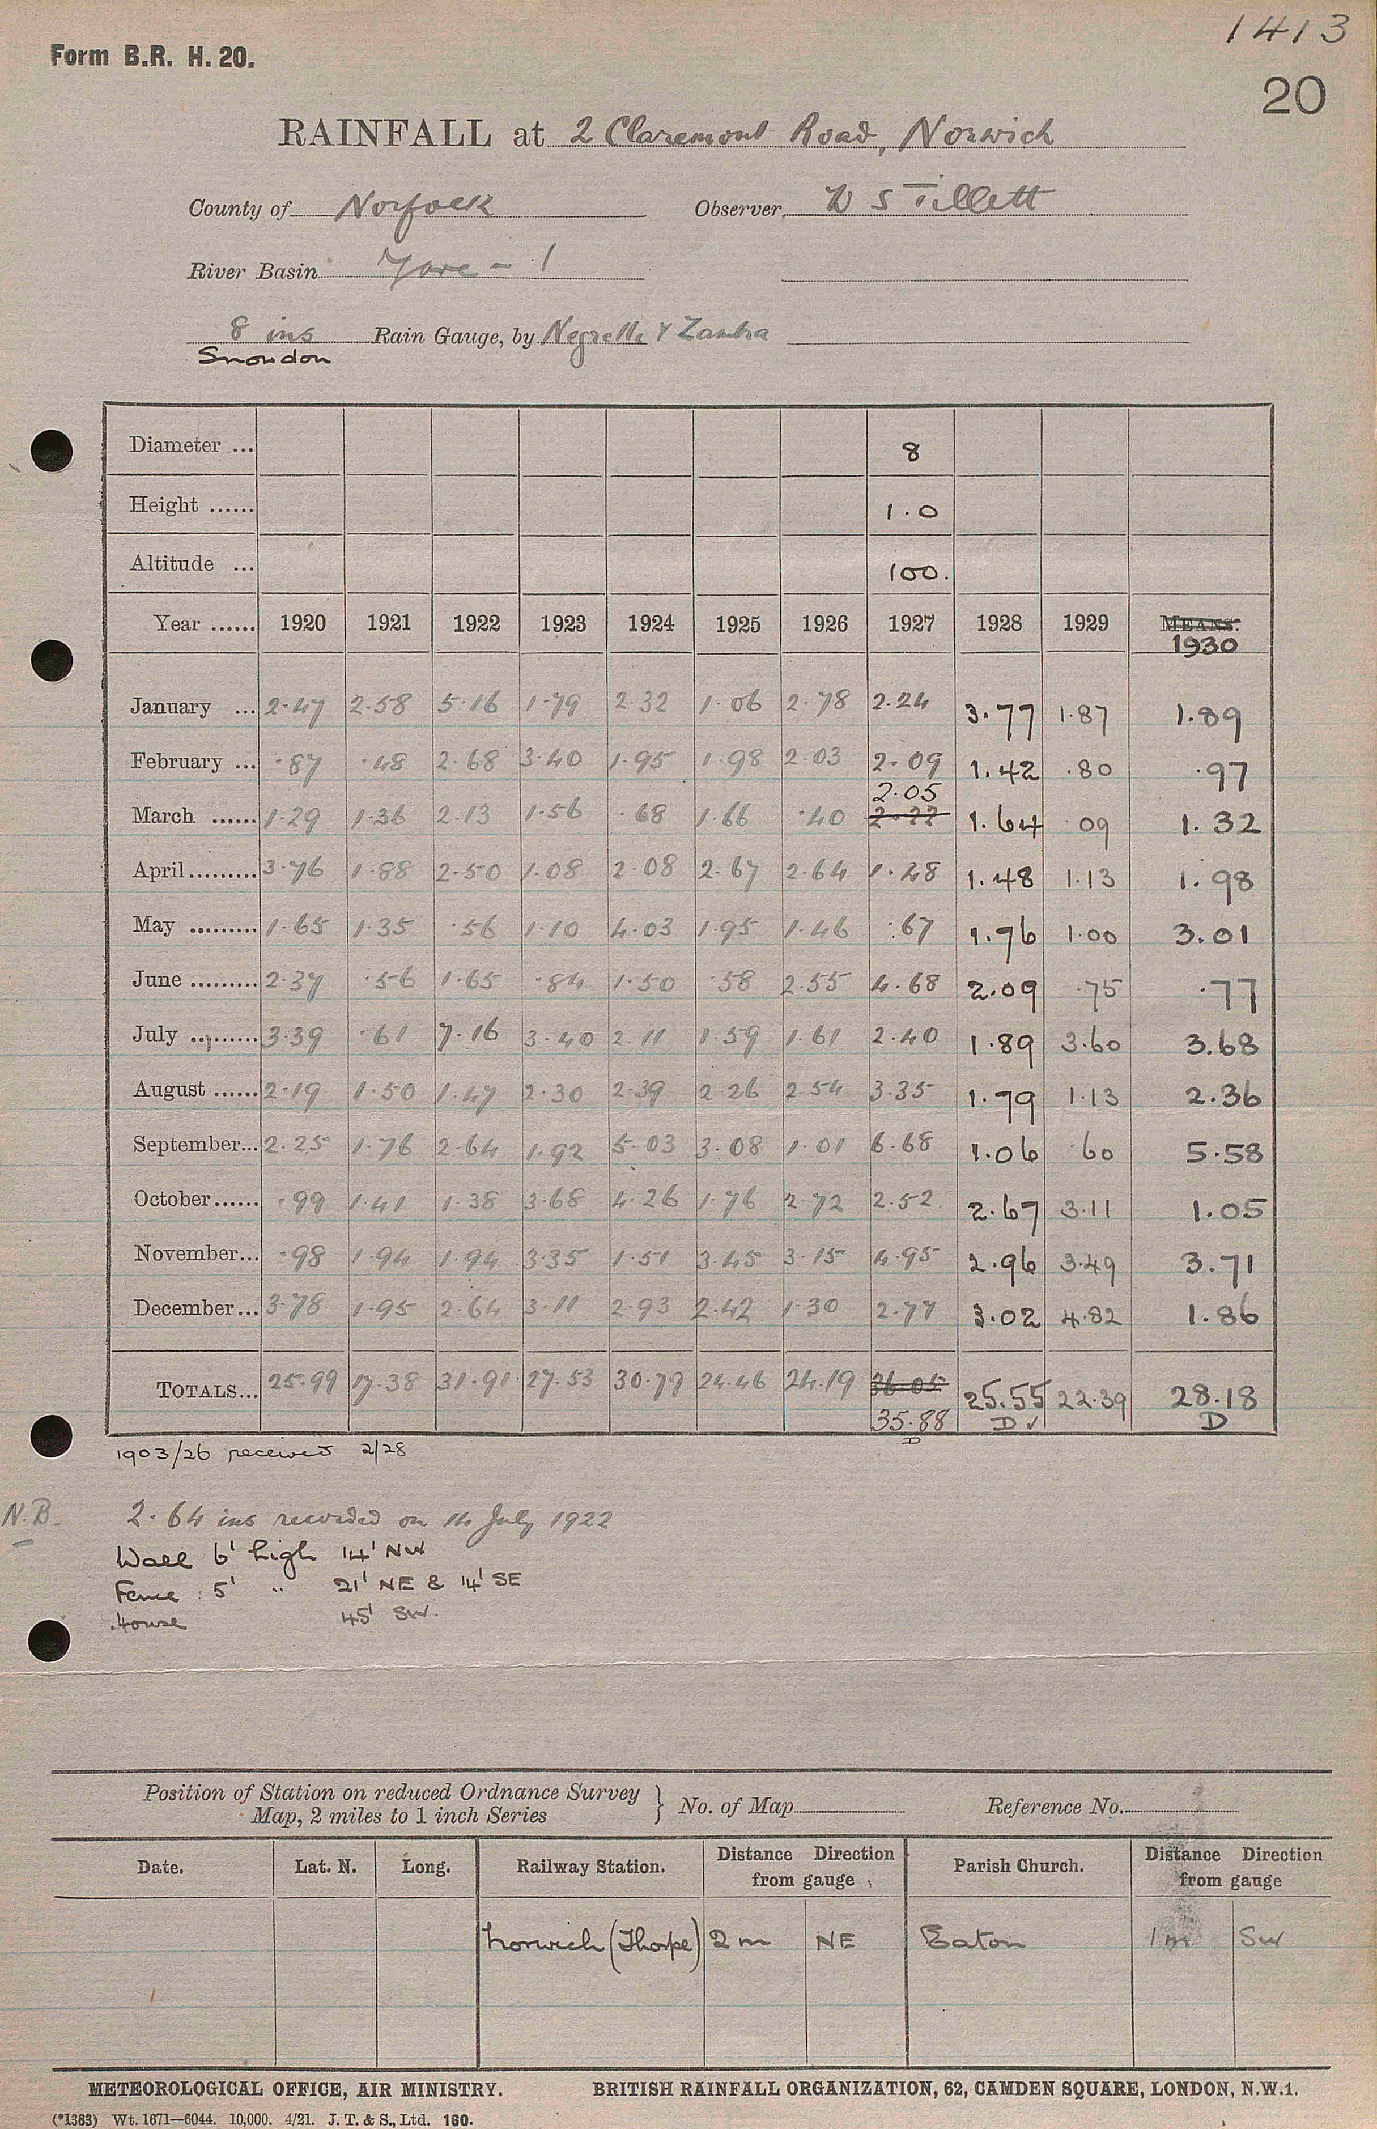 1413
Form B.R. H. 20.
20
RAINFALL at 2 Claremont Road, Norwich
County of Norfolk Observer W S Tillett
River Basin Yare - 1
8 ins Rain Gauge, by Negretti & Zambra
Snowdon
Diameter ... 8
Height ...... 1.0
Altitude ... 100.
Year ...... 1920 1921 1922 1923 1924 1925 1926 1927 1928 1929 MEANS.
1930
January ... 2.47 2.58 5.16 1.79 2.32 1.06 2.78 2.24 3.77 1.87 1.89
February ... .87 .48 2.68 3.40 1.95 1.98 2.03 2.09 1.42 .80 .97
2.05
March ...... 1.29 1.36 2.13 1.56 .68 1.66 .40 2.22 1.64 .09 1.32
April ......... 3.76 1.88 2.50 1.08 2.08 2.67 2.64 1.48 1.48 1.13 1.98
May ......... 1.65 1.35 .56 1.10 4.03 1.95 1.46 .67 1.76 1.00 3.01
June ......... 2.37 .56 1.65 .84 1.50 .58 2.55 4.68 2.09 .75 .77
July ......... 3.39 .61 7.16 3.40 2.11 1.59 1.61 2.40 1.89 3.60 3.68
August ...... 2.19 1.50 1.47 2.30 2.39 2.26 2.54 3.35 1.79 1.13 2.36
September... 2.25 1.76 2.64 1.92 5.03 3.08 1.01 6.68 1.06 .60 5.58
October...... .99 1.41 1.38 3.68 4.26 1.76 2.72 2.52 2.67 3.11 1.05
November... .98 1.94 1.94 3.35 1.51 3.45 3.15 4.95 2.96 3.49 3.71
December... 3.78 1.95 2.64 3.11 2.93 2.42 1.30 2.77 3.02 4.82 1.86
TOTALS... 25.99 17.38 31.91 27.53 30.79 24.46 24.19 36.05 25.55 22.39 28.18
35.88 D ✓ D
D
1903/26 received 2/28
N.B. 2.64 ins recorded on 14 July 1922
Wall 6' high 14' NW
Fence 5' " 21' NE & 14' SE
House 45' SW.
Position of Station on reduced Ordnance Survey
Map, 2 miles to 1 inch Series } No. of Map Reference No.
Date. Lat. N. Long. Railway Station. Distance Direction from gauge Parish Church. Distance Direction from gauge
Norwich (Thorpe) 2 m NE Eaton 1 m SW
METEOROLOGICAL OFFICE, AIR MINISTRY. BRITISH RAINFALL ORGANIZATION, 62, CAMDEN SQUARE, LONDON, N.W.1.
(*1383) Wt. 1671—6044. 10,000. 4/21. J. T. & S., Ltd. 160.